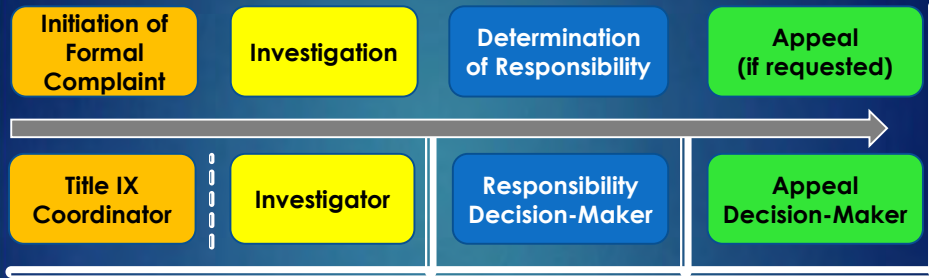 Initiation of
Formal
Complaint
Investigation
Determination
of Responsibility
Appeal
(if requested)
Title IX
Coordinator
Investigator
Responsibility
Decision-Maker
Appeal
Decision-Maker